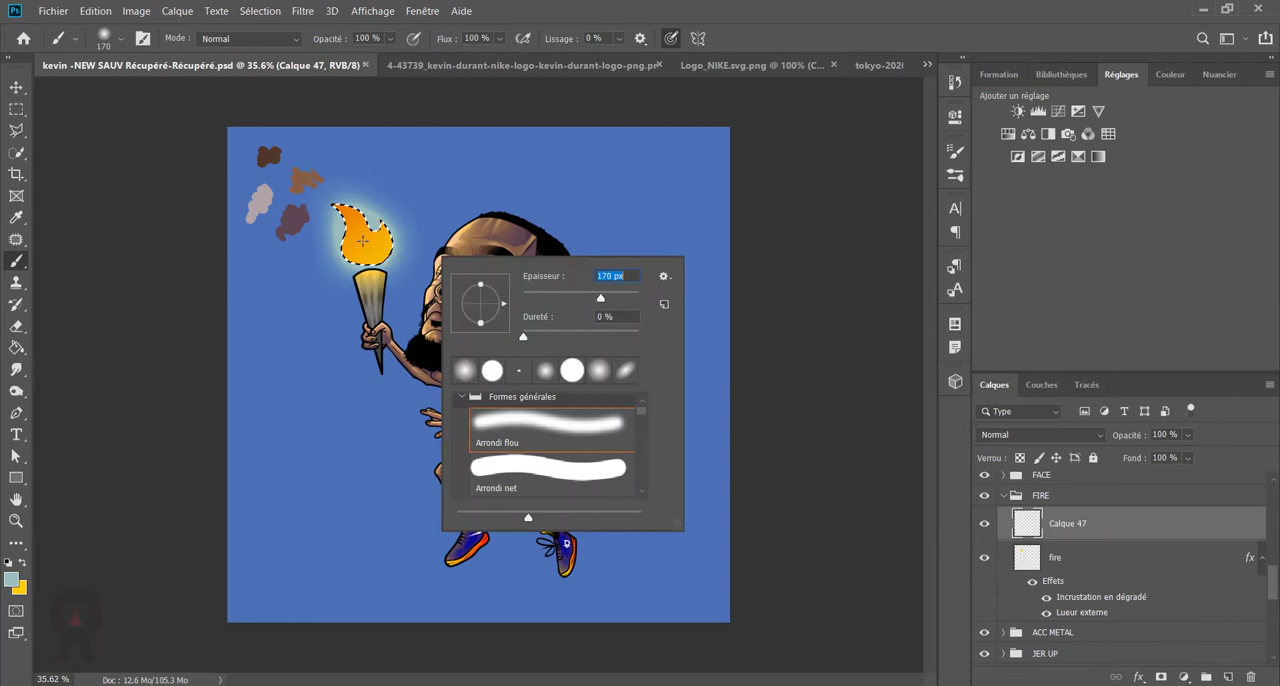 Ps Fichier Edition Image Calque Texte Sélection Filtre 3D Affichage Fenêtre Aide
170 Mode : Normal Opacité : 100 % Flux : 100 % Lissage : 0 %
kevin -NEW SAUV Récupéré-Récupéré.psd @ 35.6% (Calque 47, RVB/8) × 4-43739_kevin-durant-nike-logo-kevin-durant-logo-png.pr × Logo_NIKE.svg.png @ 100% (C... × tokyo-202
Formation Bibliothèques Réglages Couleur Nuancier
Ajouter un réglage
Epaisseur : 170 px
Dureté : 0 %
Formes générales
Arrondi flou
Arrondi net
Calques Couches Tracés
Type
Normal Opacité : 100 %
Verrou : Fond : 100 %
FACE
FIRE
Calque 47
fire fx
Effets
Incrustation en dégradé
Lueur externe
ACC METAL
JER UP
35.62 % Doc : 12.6 Mo/105.3 Mo